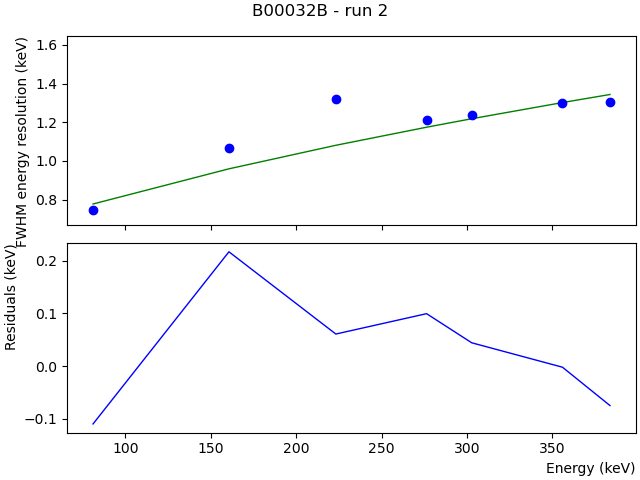 B00032B - run 2
FWHM energy resolution (keV)
1.6
1.4
1.2
1.0
0.8
Residuals (keV)
0.2
0.1
0.0
−0.1
100 150 200 250 300 350
Energy (keV)